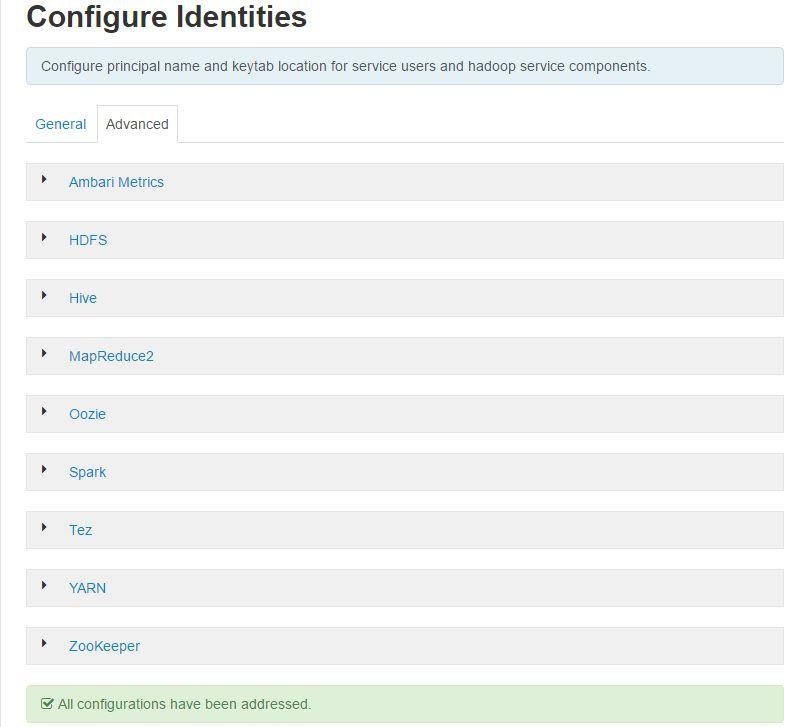 Configure Identities
Configure principal name and keytab location for service users and hadoop service components.
General Advanced
Ambari Metrics
HDFS
Hive
MapReduce2
Oozie
Spark
Tez
YARN
ZooKeeper
All configurations have been addressed.